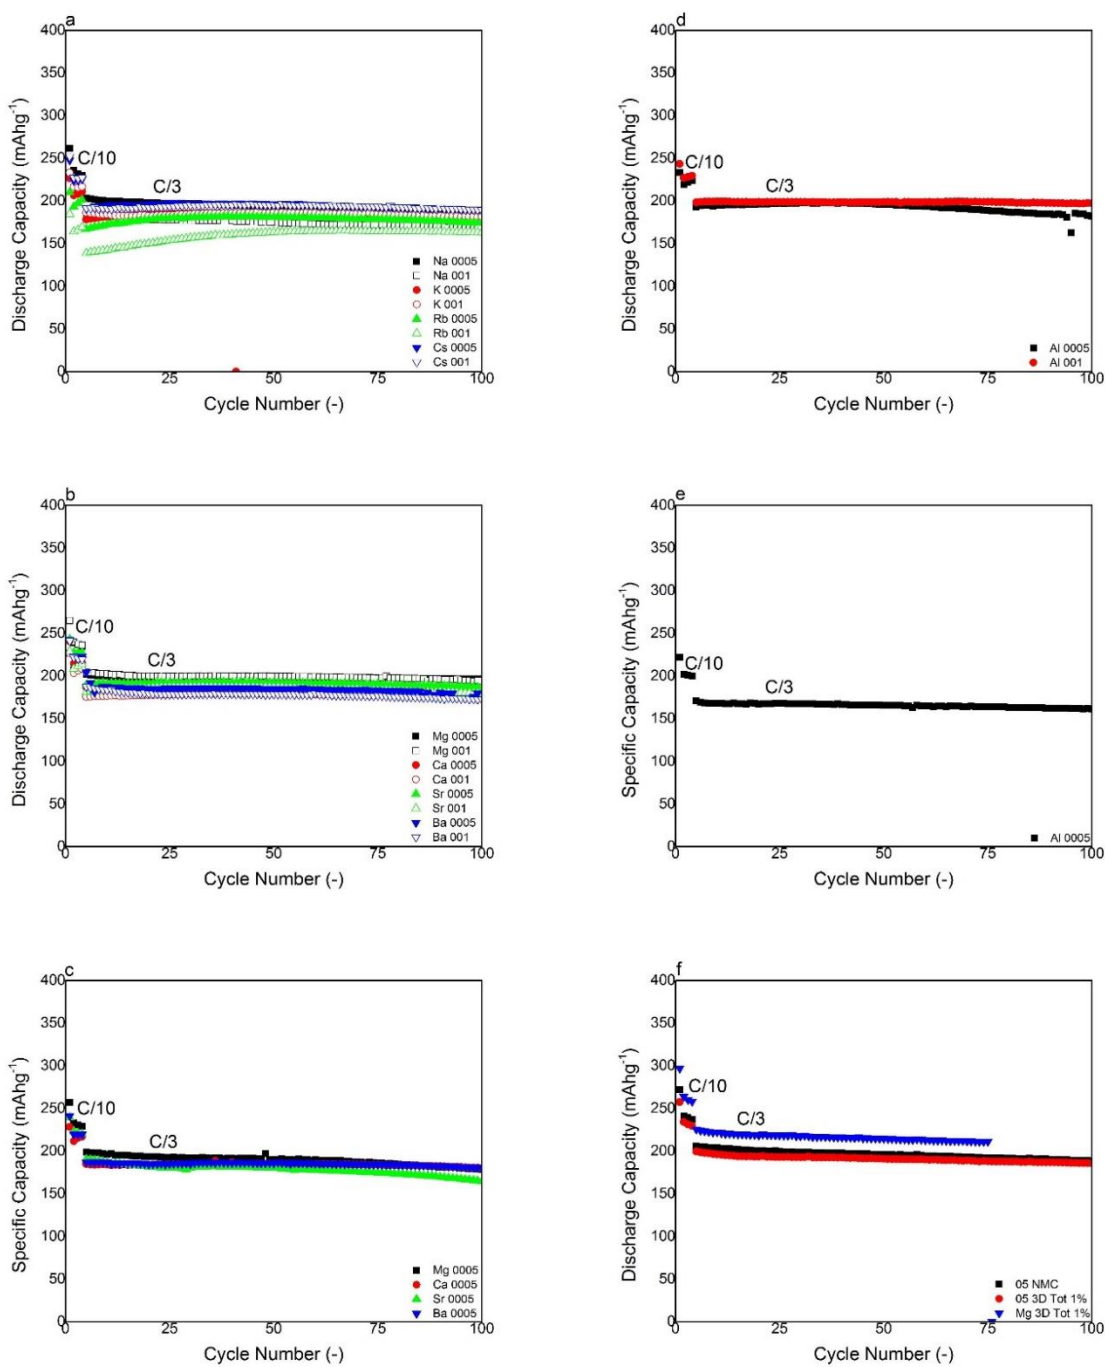 a
400
350
300
250
200
150
100
50
0
Discharge Capacity (mAhg-1)
C/10
C/3
Na 0005
Na 001
K 0005
K 001
Rb 0005
Rb 001
Cs 0005
Cs 001
0 25 50 75 100
Cycle Number (-)
d
400
350
300
250
200
150
100
50
0
Discharge Capacity (mAhg-1)
C/10
C/3
Al 0005
Al 001
0 25 50 75 100
Cycle Number (-)
b
400
350
300
250
200
150
100
50
0
Discharge Capacity (mAhg-1)
C/10
C/3
Mg 0005
Mg 001
Ca 0005
Ca 001
Sr 0005
Sr 001
Ba 0005
Ba 001
0 25 50 75 100
Cycle Number (-)
e
400
350
300
250
200
150
100
50
0
Specific Capacity (mAhg-1)
C/10
C/3
Al 0005
0 25 50 75 100
Cycle Number (-)
c
400
350
300
250
200
150
100
50
0
Specific Capacity (mAhg-1)
C/10
C/3
Mg 0005
Ca 0005
Sr 0005
Ba 0005
0 25 50 75 100
Cycle Number (-)
f
400
350
300
250
200
150
100
50
0
Discharge Capacity (mAhg-1)
C/10
C/3
05 NMC
05 3D Tot 1%
Mg 3D Tot 1%
0 25 50 75 100
Cycle Number (-)